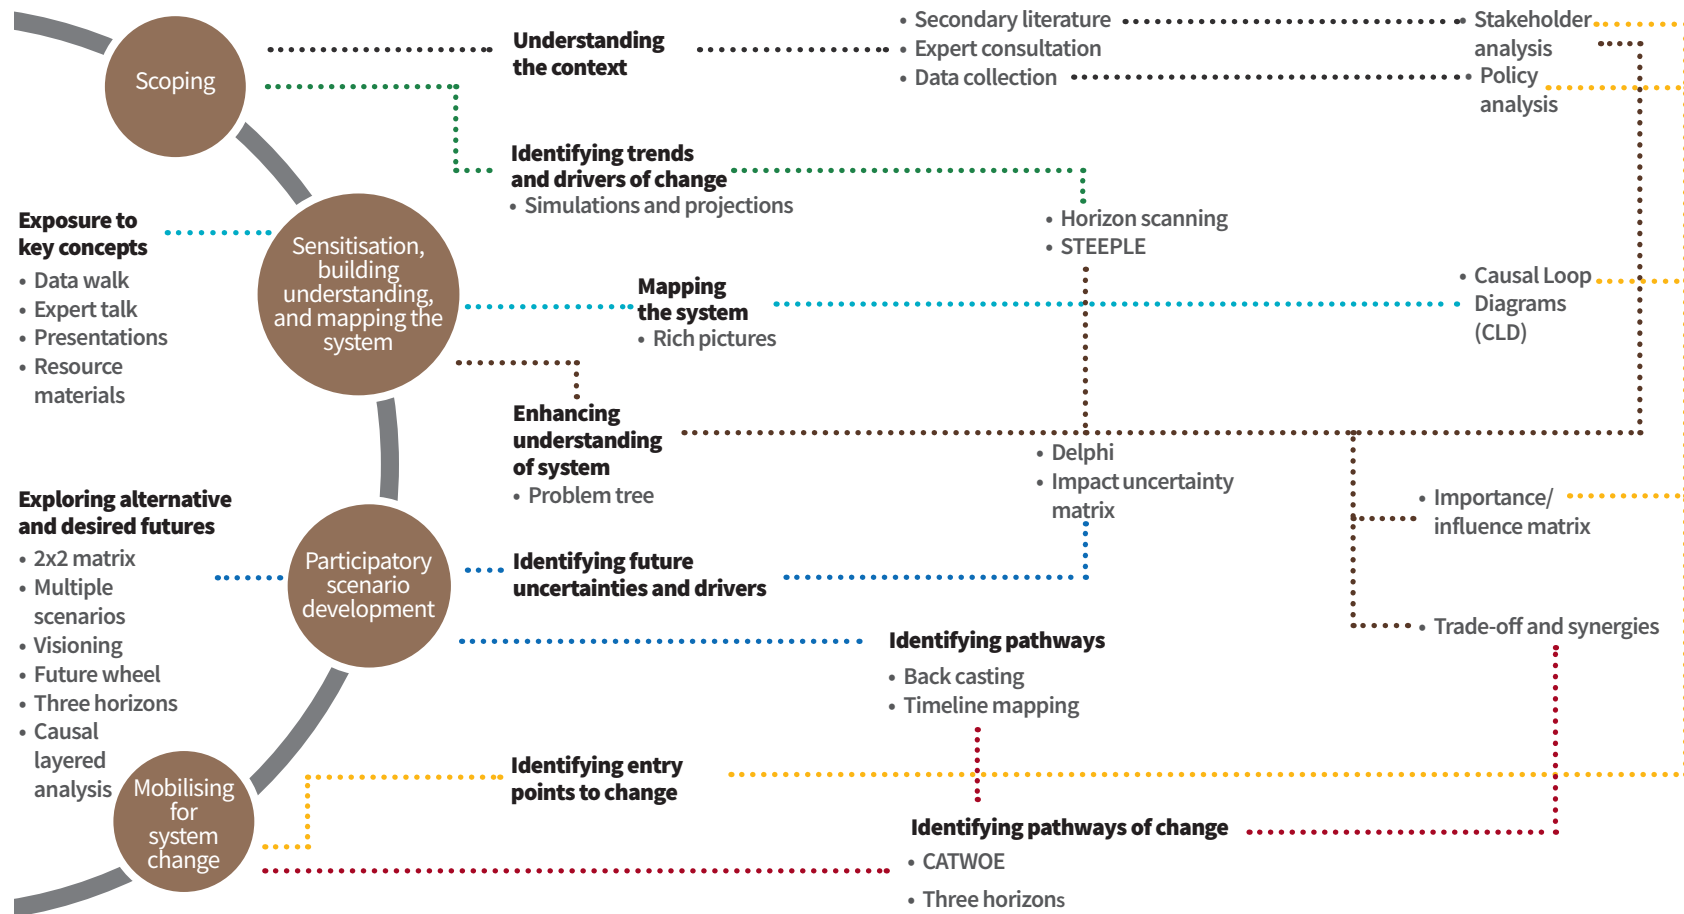 Scoping
Understanding
the context
• Secondary literature
• Expert consultation
• Data collection
• Stakeholder
analysis
• Policy
analysis
Identifying trends
and drivers of change
• Simulations and projections
• Horizon scanning
• STEEPLE
Exposure to
key concepts
• Data walk
• Expert talk
• Presentations
• Resource
materials
Sensitisation,
building
understanding,
and mapping the
system
Mapping
the system
• Rich pictures
• Causal Loop
Diagrams
(CLD)
Enhancing
understanding
of system
• Problem tree
• Delphi
• Impact uncertainty
matrix
• Importance/
influence matrix
• Trade-off and synergies
Exploring alternative
and desired futures
• 2x2 matrix
• Multiple
scenarios
• Visioning
• Future wheel
• Three horizons
• Causal
layered
analysis
Participatory
scenario
development
Identifying future
uncertainties and drivers
Identifying pathways
• Back casting
• Timeline mapping
Mobilising
for
system
change
Identifying entry
points to change
Identifying pathways of change
• CATWOE
• Three horizons